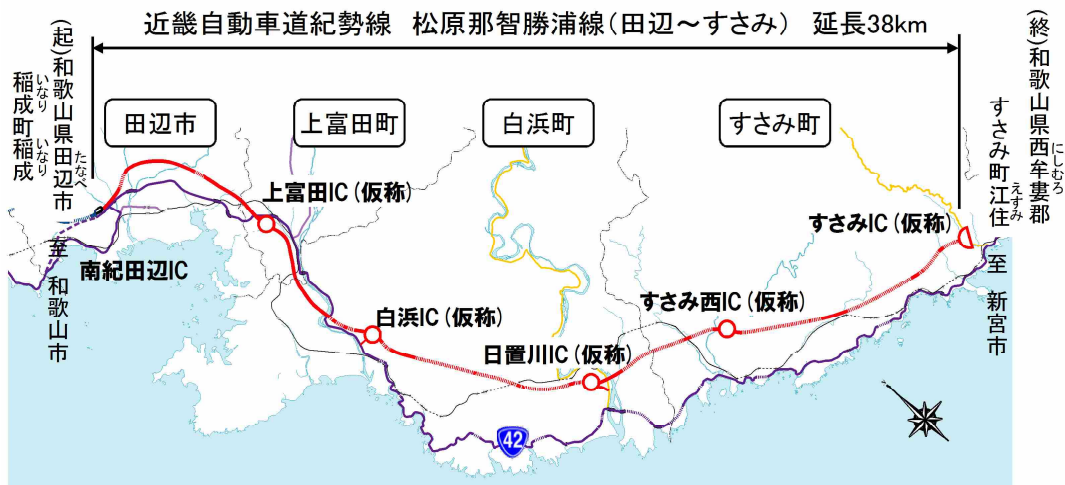 近畿自動車道紀勢線 松原那智勝浦線(田辺～すさみ) 延長38km
(起)和歌山県田辺市
たなべ
稲成町稲成
いなり いなり
(終)和歌山県西牟婁郡
にしむろ
すさみ町江住
えすみ
田辺市
上富田町
白浜町
すさみ町
上富田IC(仮称)
すさみIC(仮称)
南紀田辺IC
至 和歌山市
白浜IC(仮称)
すさみ西IC(仮称)
日置川IC(仮称)
至 新宮市
42